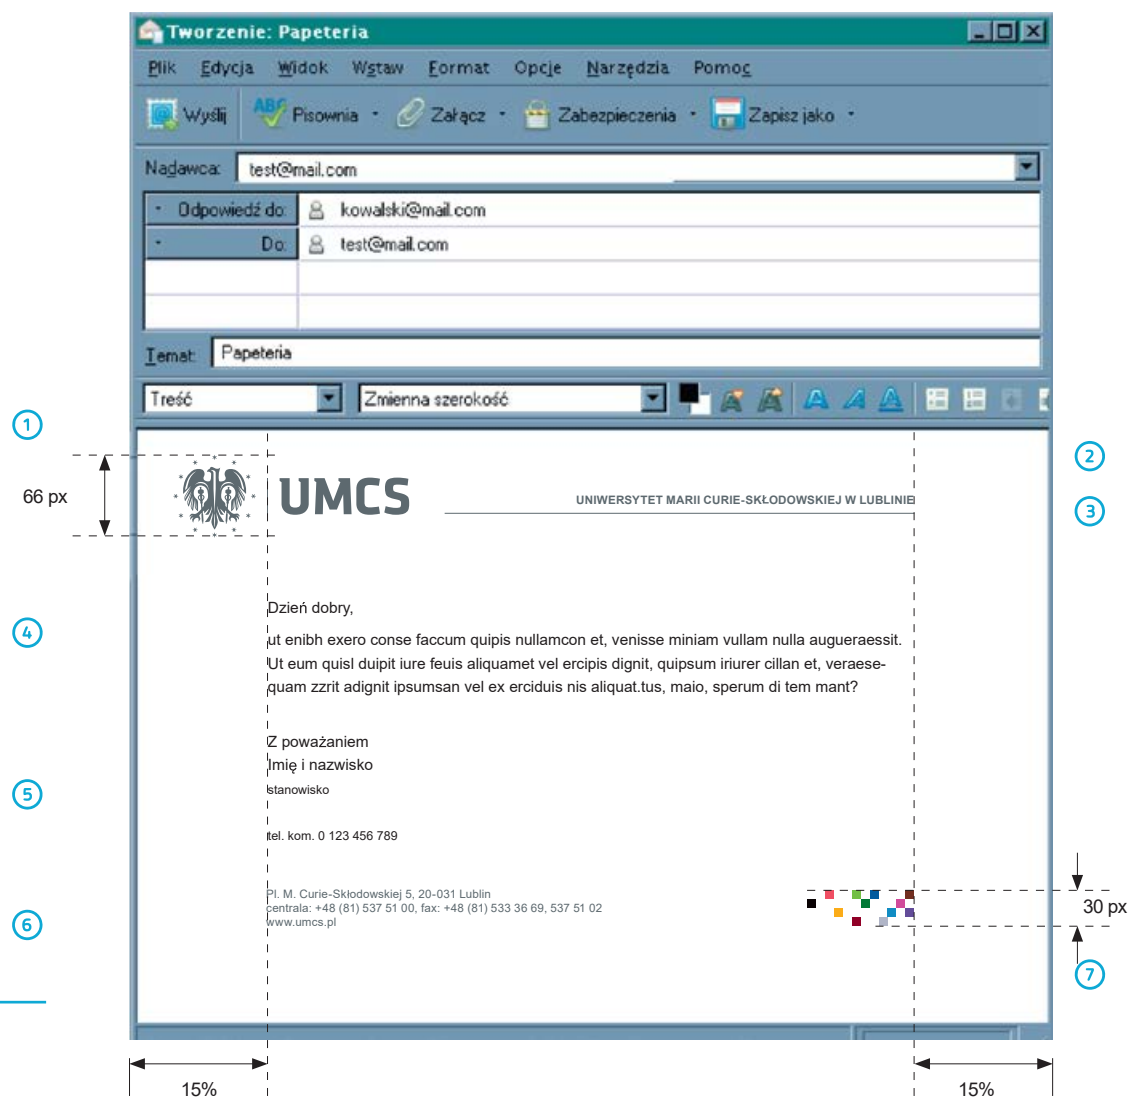 Tworzenie: Papeteria
Plik Edycja Widok Wstaw Format Opcje Narzędzia Pomoc
Wyślij ABC Pisownia Załącz Zabezpieczenia Zapisz jako
Nadawca: test@mail.com
Odpowiedź do: kowalski@mail.com
Do: test@mail.com
Temat: Papeteria
Treść Zmienna szerokość
1
2
66 px
UMCS
UNIWERSYTET MARII CURIE-SKŁODOWSKIEJ W LUBLINIE
3
Dzień dobry,
4
ut enibh exero conse faccum quipis nullamcon et, venisse miniam vullam nulla augueraessit.
Ut eum quisl duipit iure feuis aliquamet vel ercipis dignit, quipsum iriurer cillan et, veraese-
quam zzrit adignit ipsumsan vel ex erciduis nis aliquat.tus, maio, sperum di tem mant?
Z poważaniem
Imię i nazwisko
5
stanowisko
tel. kom. 0 123 456 789
Pl. M. Curie-Skłodowskiej 5, 20-031 Lublin
centrala: +48 (81) 537 51 00, fax: +48 (81) 533 36 69, 537 51 02
www.umcs.pl
30 px
6
7
15%
15%